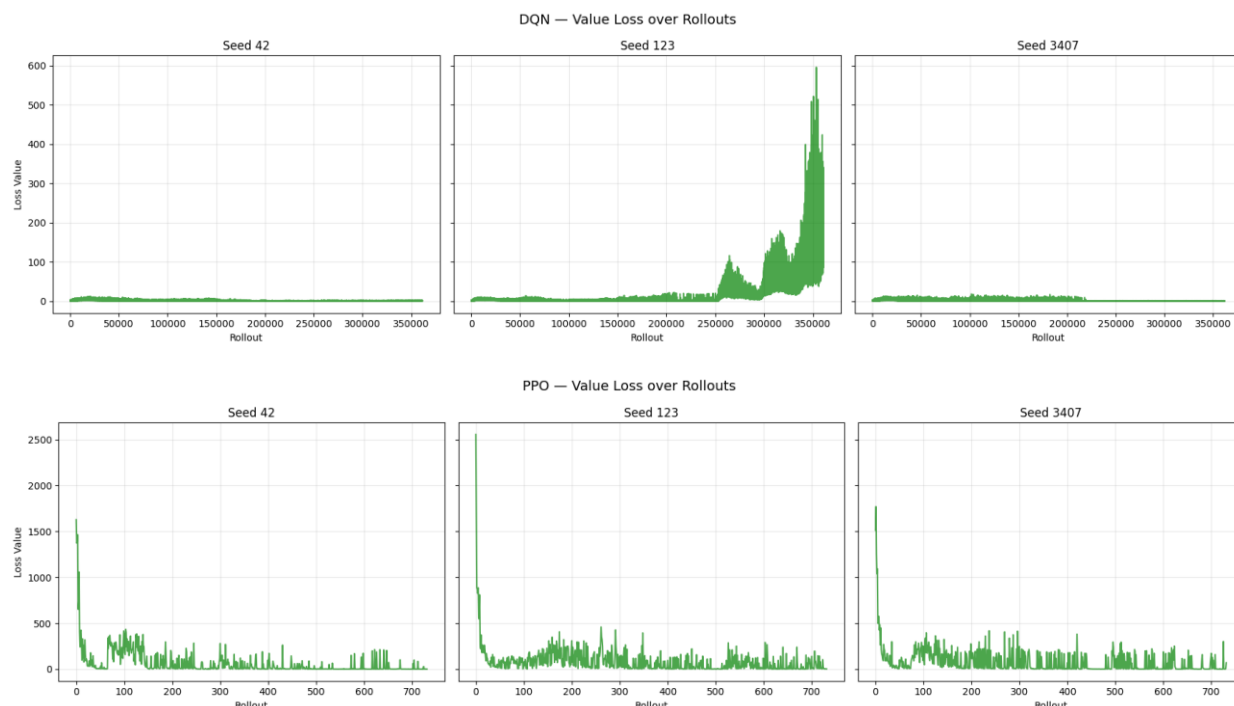 DQN — Value Loss over Rollouts
Seed 42
Seed 123
Seed 3407
600
500
400
300
200
100
0
Loss Value
0 50000 100000 150000 200000 250000 300000 350000
0 50000 100000 150000 200000 250000 300000 350000
0 50000 100000 150000 200000 250000 300000 350000
Rollout
Rollout
Rollout
PPO — Value Loss over Rollouts
Seed 42
Seed 123
Seed 3407
2500
2000
1500
1000
500
0
Loss Value
0 100 200 300 400 500 600 700
0 100 200 300 400 500 600 700
0 100 200 300 400 500 600 700
Rollout
Rollout
Rollout